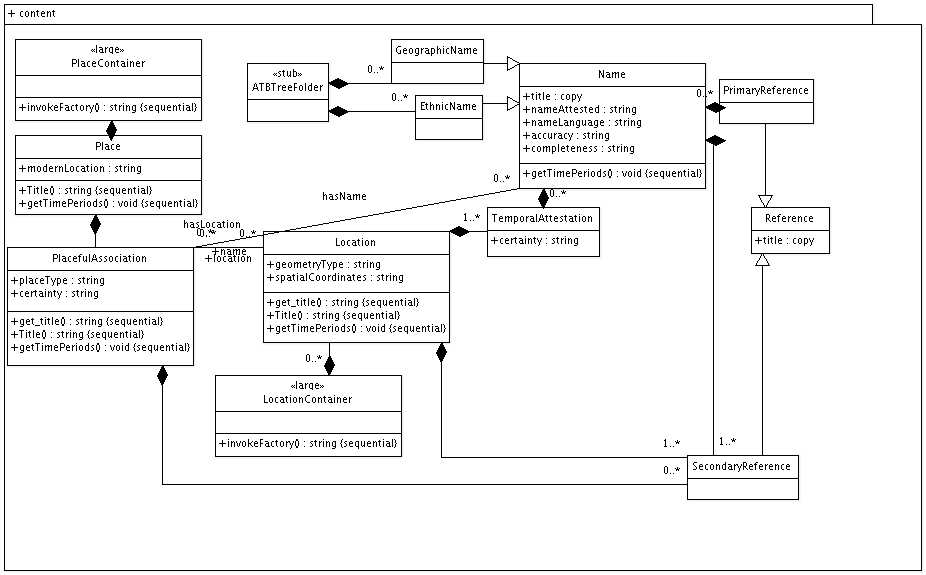 + content
«large»
PlaceContainer
+invokeFactory() : string {sequential}
Place
+modernLocation : string
+Title() : string {sequential}
+getTimePeriods() : void {sequential}
PlacefulAssociation
+placeType : string
+certainty : string
+get_title() : string {sequential}
+Title() : string {sequential}
+getTimePeriods() : void {sequential}
«stub»
ATBTreeFolder
0..*
0..*
GeographicName
EthnicName
Name
+title : copy
+nameAttested : string
+nameLanguage : string
+accuracy : string
+completeness : string
+getTimePeriods() : void {sequential}
0..*
PrimaryReference
0..*
hasName
0..*
hasLocation
0..*
0..*
+name
+location
1..*
TemporalAttestation
+certainty : string
Reference
+title : copy
Location
+geometryType : string
+spatialCoordinates : string
+get_title() : string {sequential}
+Title() : string {sequential}
+getTimePeriods() : void {sequential}
0..*
«large»
LocationContainer
+invokeFactory() : string {sequential}
1..*
1..*
0..*
SecondaryReference